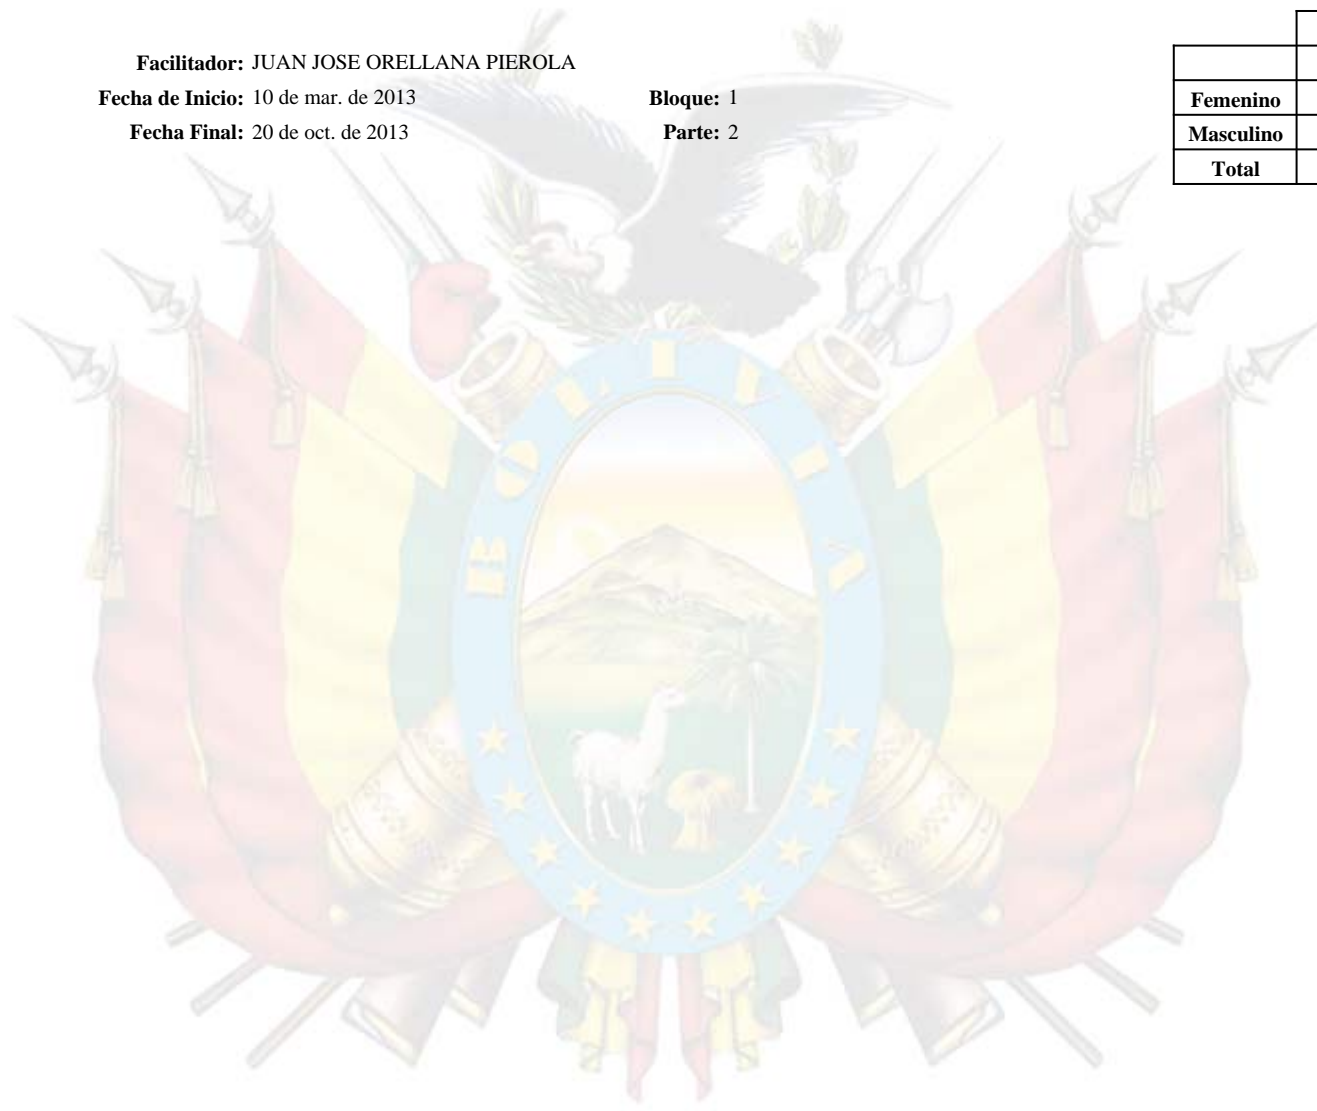 Facilitador: JUAN JOSE ORELLANA PIEROLA
Fecha de Inicio: 10 de mar. de 2013 Bloque: 1
Fecha Final: 20 de oct. de 2013 Parte: 2
Femenino
Masculino
Total
BOLIVIA